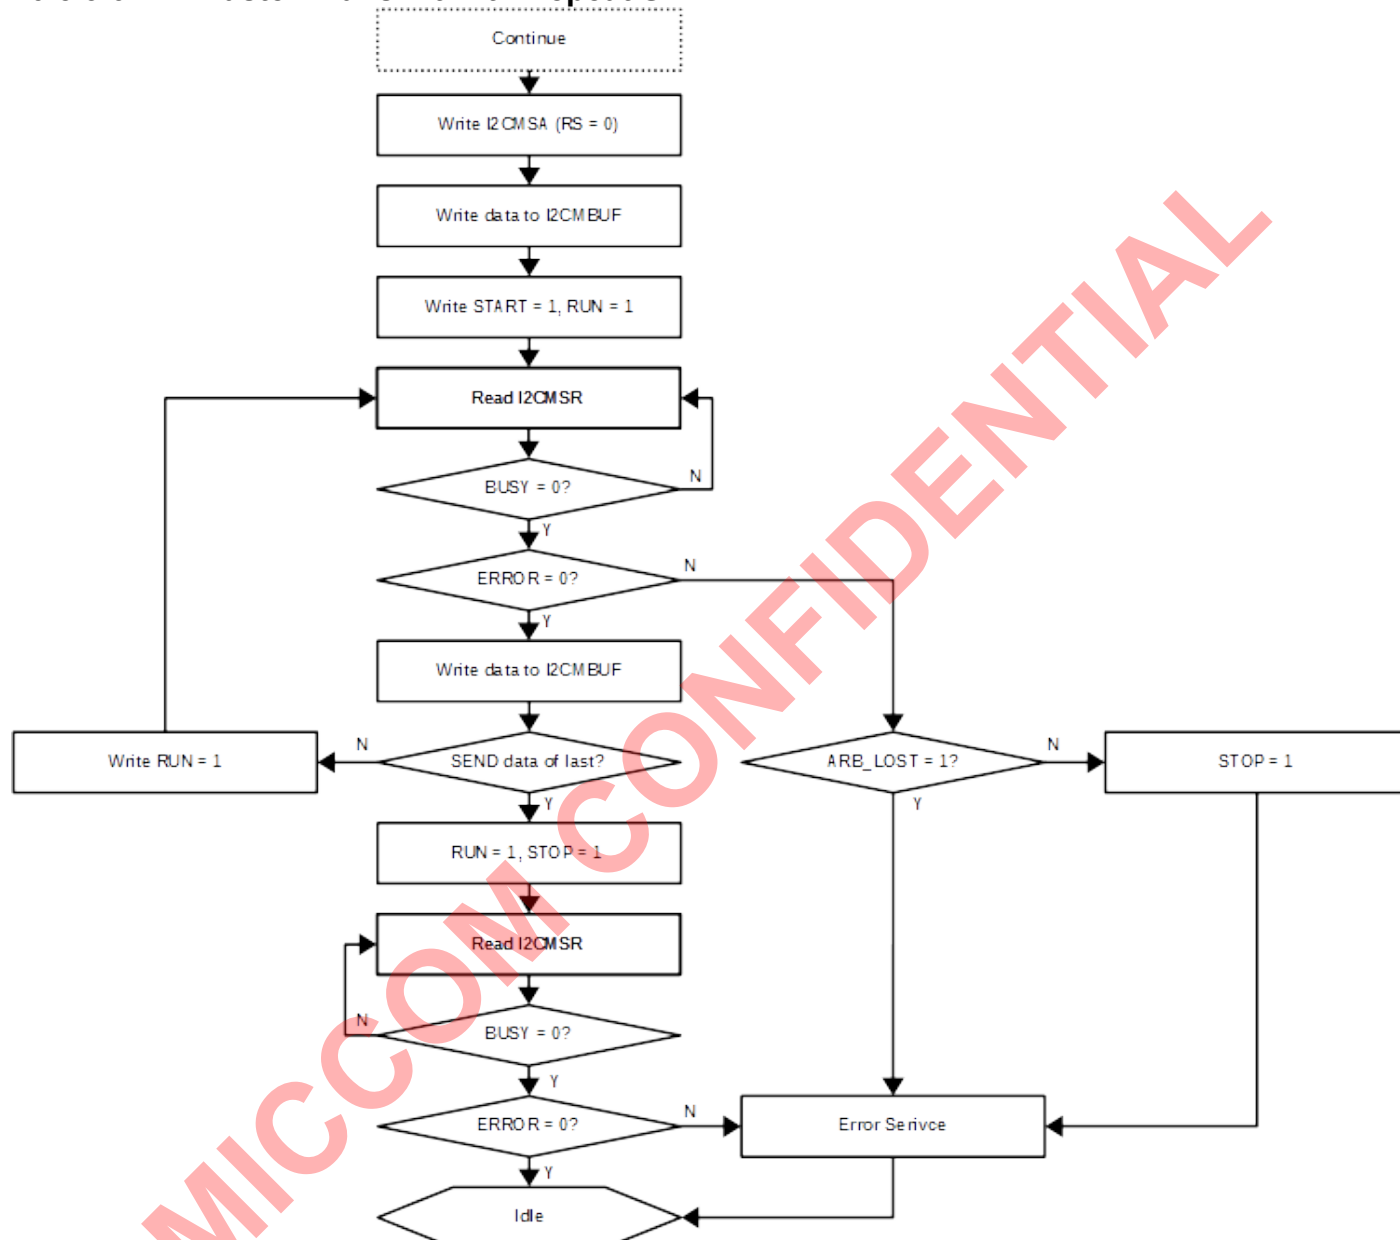 Continue
Write I2CMSA (RS = 0)
Write data to I2CMBUF
Write START = 1, RUN = 1
Read I2CMSR
BUSY = 0?
N
Y
ERROR = 0?
N
Y
Write data to I2CMBUF
Write RUN = 1
N
SEND data of last?
Y
ARB_LOST = 1?
N
Y
STOP = 1
RUN = 1, STOP = 1
Read I2CMSR
BUSY = 0?
N
Y
ERROR = 0?
N
Y
Error Serivce
Idle
MICCOM CONFIDENTIAL